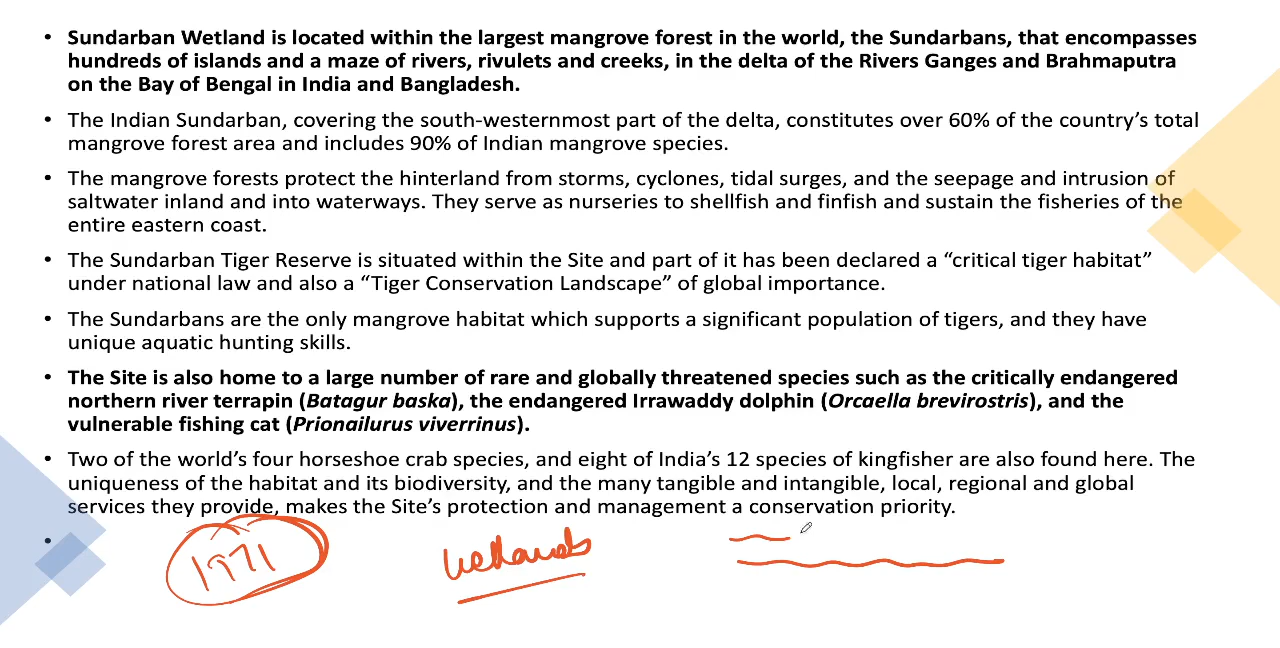 • Sundarban Wetland is located within the largest mangrove forest in the world, the Sundarbans, that encompasses
hundreds of islands and a maze of rivers, rivulets and creeks, in the delta of the Rivers Ganges and Brahmaputra
on the Bay of Bengal in India and Bangladesh.
• The Indian Sundarban, covering the south-westernmost part of the delta, constitutes over 60% of the country’s total
mangrove forest area and includes 90% of Indian mangrove species.
• The mangrove forests protect the hinterland from storms, cyclones, tidal surges, and the seepage and intrusion of
saltwater inland and into waterways. They serve as nurseries to shellfish and finfish and sustain the fisheries of the
entire eastern coast.
• The Sundarban Tiger Reserve is situated within the Site and part of it has been declared a “critical tiger habitat”
under national law and also a “Tiger Conservation Landscape” of global importance.
• The Sundarbans are the only mangrove habitat which supports a significant population of tigers, and they have
unique aquatic hunting skills.
• The Site is also home to a large number of rare and globally threatened species such as the critically endangered
northern river terrapin (Batagur baska), the endangered Irrawaddy dolphin (Orcaella brevirostris), and the
vulnerable fishing cat (Prionailurus viverrinus).
• Two of the world’s four horseshoe crab species, and eight of India’s 12 species of kingfisher are also found here. The
uniqueness of the habitat and its biodiversity, and the many tangible and intangible, local, regional and global
services they provide, makes the Site’s protection and management a conservation priority.
• 1971 wetlands